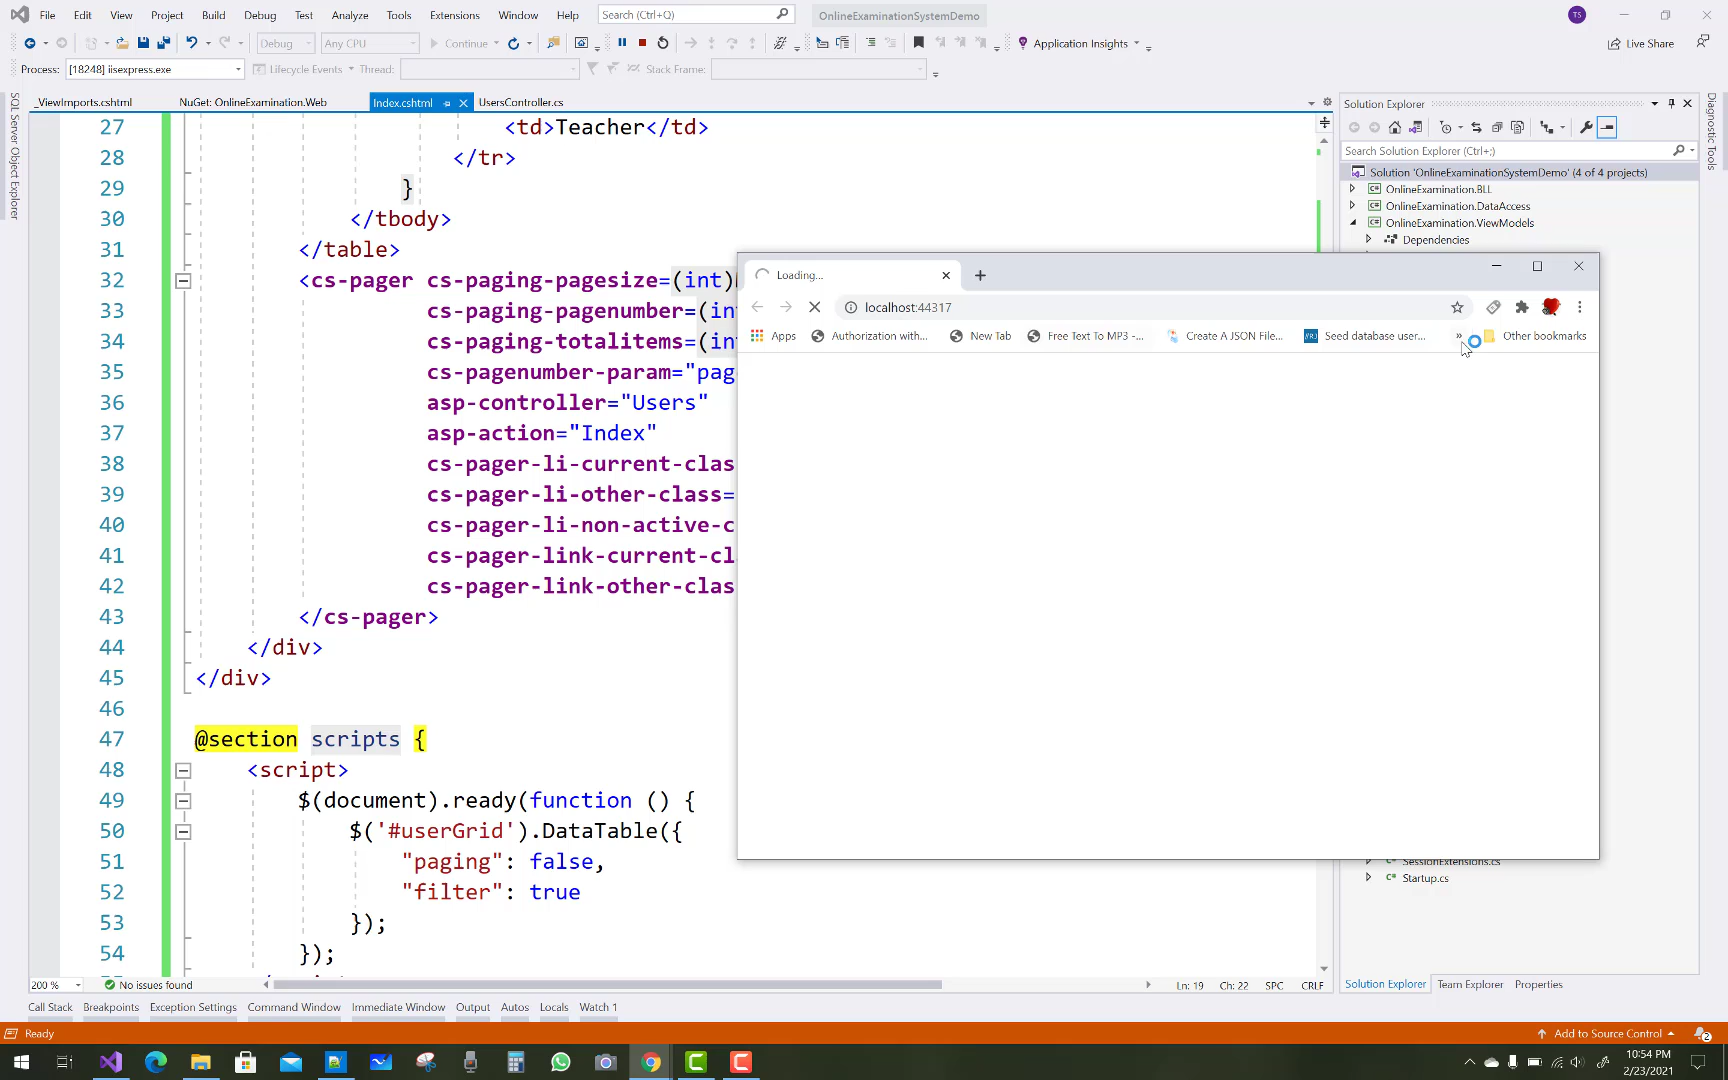 File Edit View Project Build Debug Test Analyze Tools Extensions Window Help Search (Ctrl+Q) OnlineExaminationSystemDemo TS
Debug Any CPU Continue Application Insights Live Share
Process: [18248] iisexpress.exe Lifecycle Events Thread: Stack Frame:
_ViewImports.cshtml NuGet: OnlineExamination.Web Index.cshtml UsersController.cs
SQL Server Object Explorer
27 <td>Teacher</td>
28 </tr>
29 }
30 </tbody>
31 </table>
32 <cs-pager cs-paging-pagesize=(int)
33 cs-paging-pagenumber=(in
34 cs-paging-totalitems=(in
35 cs-pagenumber-param="pag
36 asp-controller="Users"
37 asp-action="Index"
38 cs-pager-li-current-clas
39 cs-pager-li-other-class=
40 cs-pager-li-non-active-c
41 cs-pager-link-current-cl
42 cs-pager-link-other-clas
43 </cs-pager>
44 </div>
45 </div>
46
47 @section scripts {
48 <script>
49 $(document).ready(function () {
50 $('#userGrid').DataTable({
51 "paging": false,
52 "filter": true
53 });
54 });
Loading...
localhost:44317
Apps Authorization with... New Tab Free Text To MP3 -... Create A JSON File... Seed database user... » Other bookmarks
Solution Explorer
Search Solution Explorer (Ctrl+;)
Solution 'OnlineExaminationSystemDemo' (4 of 4 projects)
OnlineExamination.BLL
OnlineExamination.DataAccess
OnlineExamination.ViewModels
Dependencies
SessionExtensions.cs
Startup.cs
Diagnostic Tools
200 % No issues found Ln: 19 Ch: 22 SPC CRLF
Solution Explorer Team Explorer Properties
Call Stack Breakpoints Exception Settings Command Window Immediate Window Output Autos Locals Watch 1
Ready Add to Source Control 2
10:54 PM
2/23/2021